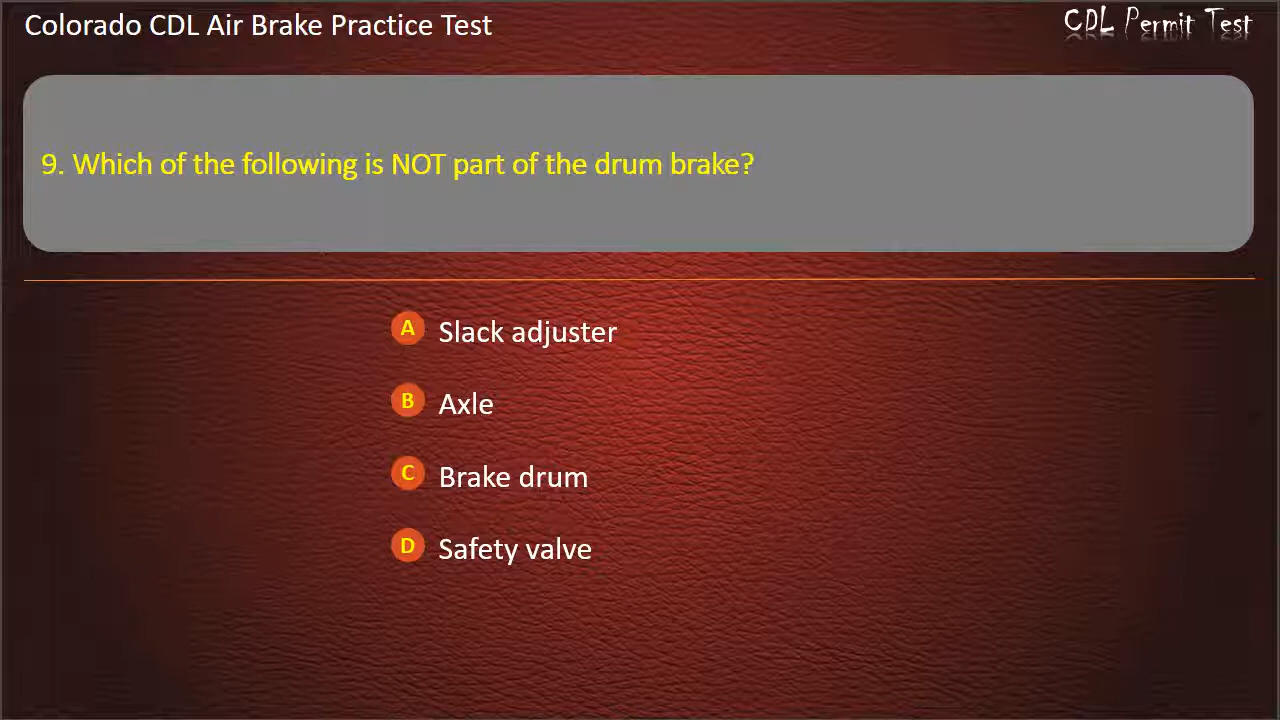 Colorado CDL Air Brake Practice Test
CDL Permit Test
9. Which of the following is NOT part of the drum brake?
A Slack adjuster
B Axle
C Brake drum
D Safety valve